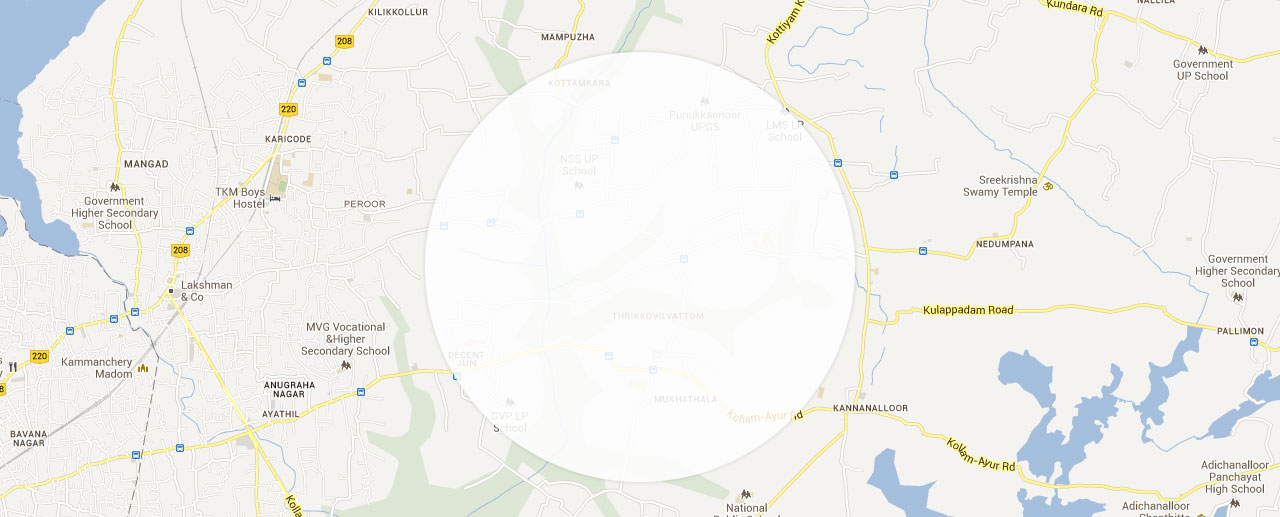 KILIKKOLLUR
208
MAMPUZHA
Kottiyam K
Kundara Rd
NALLILA
Government
UP School
KOTTAMKARA
220
KARICODE
Punukkannoor
UPGS
LMS LP
School
MANGAD
NSS UP
School
TKM Boys
Hostel
Government
Higher Secondary
School
PEROOR
Sreekrishna
Swamy Temple
208
NEDUMPANA
Government
Higher Secondary
School
Lakshman
& Co
THRIKKOVILVATTOM
Kulappadam Road
PALLIMON
MVG Vocational
&Higher
Secondary School
220
Kammanchery
Madom
DECENT
JUN
ANUGRAHA
NAGAR
AYATHIL
MUKHATHALA
GVP LP
School
Kollam-Ayur Rd
KANNANALLOOR
BAVANA
NAGAR
Kollam-Ayur Rd
Adichanalloor
Panchayat
High School
Kolla
National
Adichanalloor